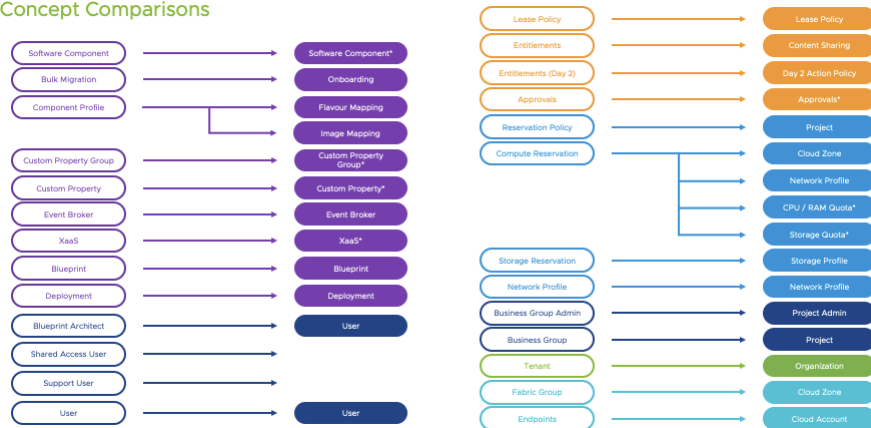 Concept Comparisons
Software Component
Software Component*
Bulk Migration
Onboarding
Component Profile
Flavour Mapping
Image Mapping
Custom Property Group
Custom Property
Group*
Custom Property
Custom Property*
Event Broker
Event Broker
XaaS
XaaS*
Blueprint
Blueprint
Deployment
Deployment
Blueprint Architect
User
Shared Access User
Support User
User
User
Lease Policy
Lease Policy
Entitlements
Content Sharing
Entitlements (Day 2)
Day 2 Action Policy
Approvals
Approvals*
Reservation Policy
Project
Compute Reservation
Cloud Zone
Network Profile
CPU / RAM Quota*
Storage Quota*
Storage Reservation
Storage Profile
Network Profile
Network Profile
Business Group Admin
Project Admin
Business Group
Project
Tenant
Organization
Fabric Group
Cloud Zone
Endpoints
Cloud Account